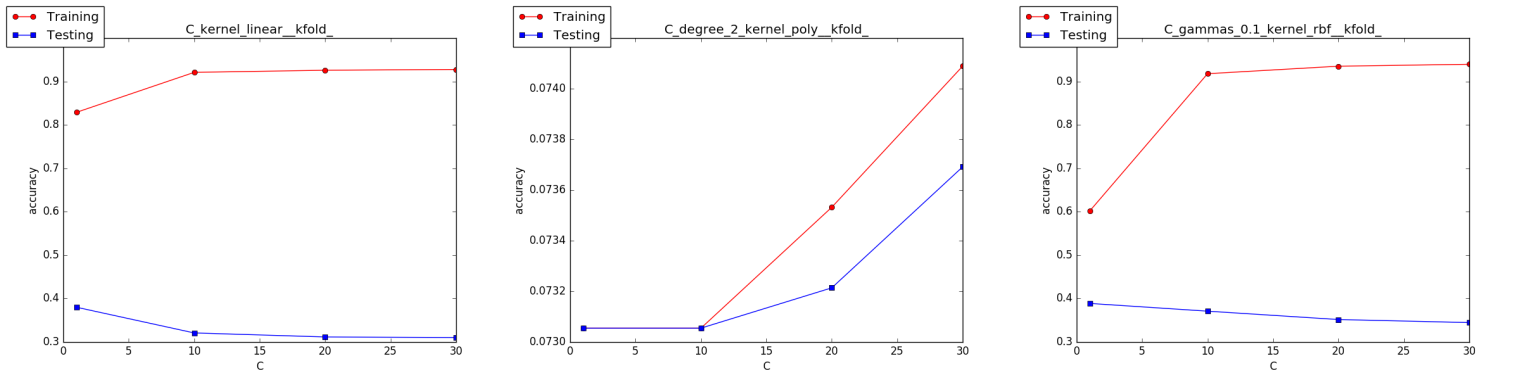 Training
Testing
C_kernel_linear__kfold_
0.9
0.8
0.7
0.6
0.5
0.4
0.3
accuracy
0 5 10 15 20 25 30
C
Training
Testing
C_degree_2_kernel_poly__kfold_
0.0740
0.0738
0.0736
0.0734
0.0732
0.0730
accuracy
0 5 10 15 20 25 30
C
Training
Testing
C_gammas_0.1_kernel_rbf__kfold_
0.9
0.8
0.7
0.6
0.5
0.4
0.3
accuracy
0 5 10 15 20 25 30
C